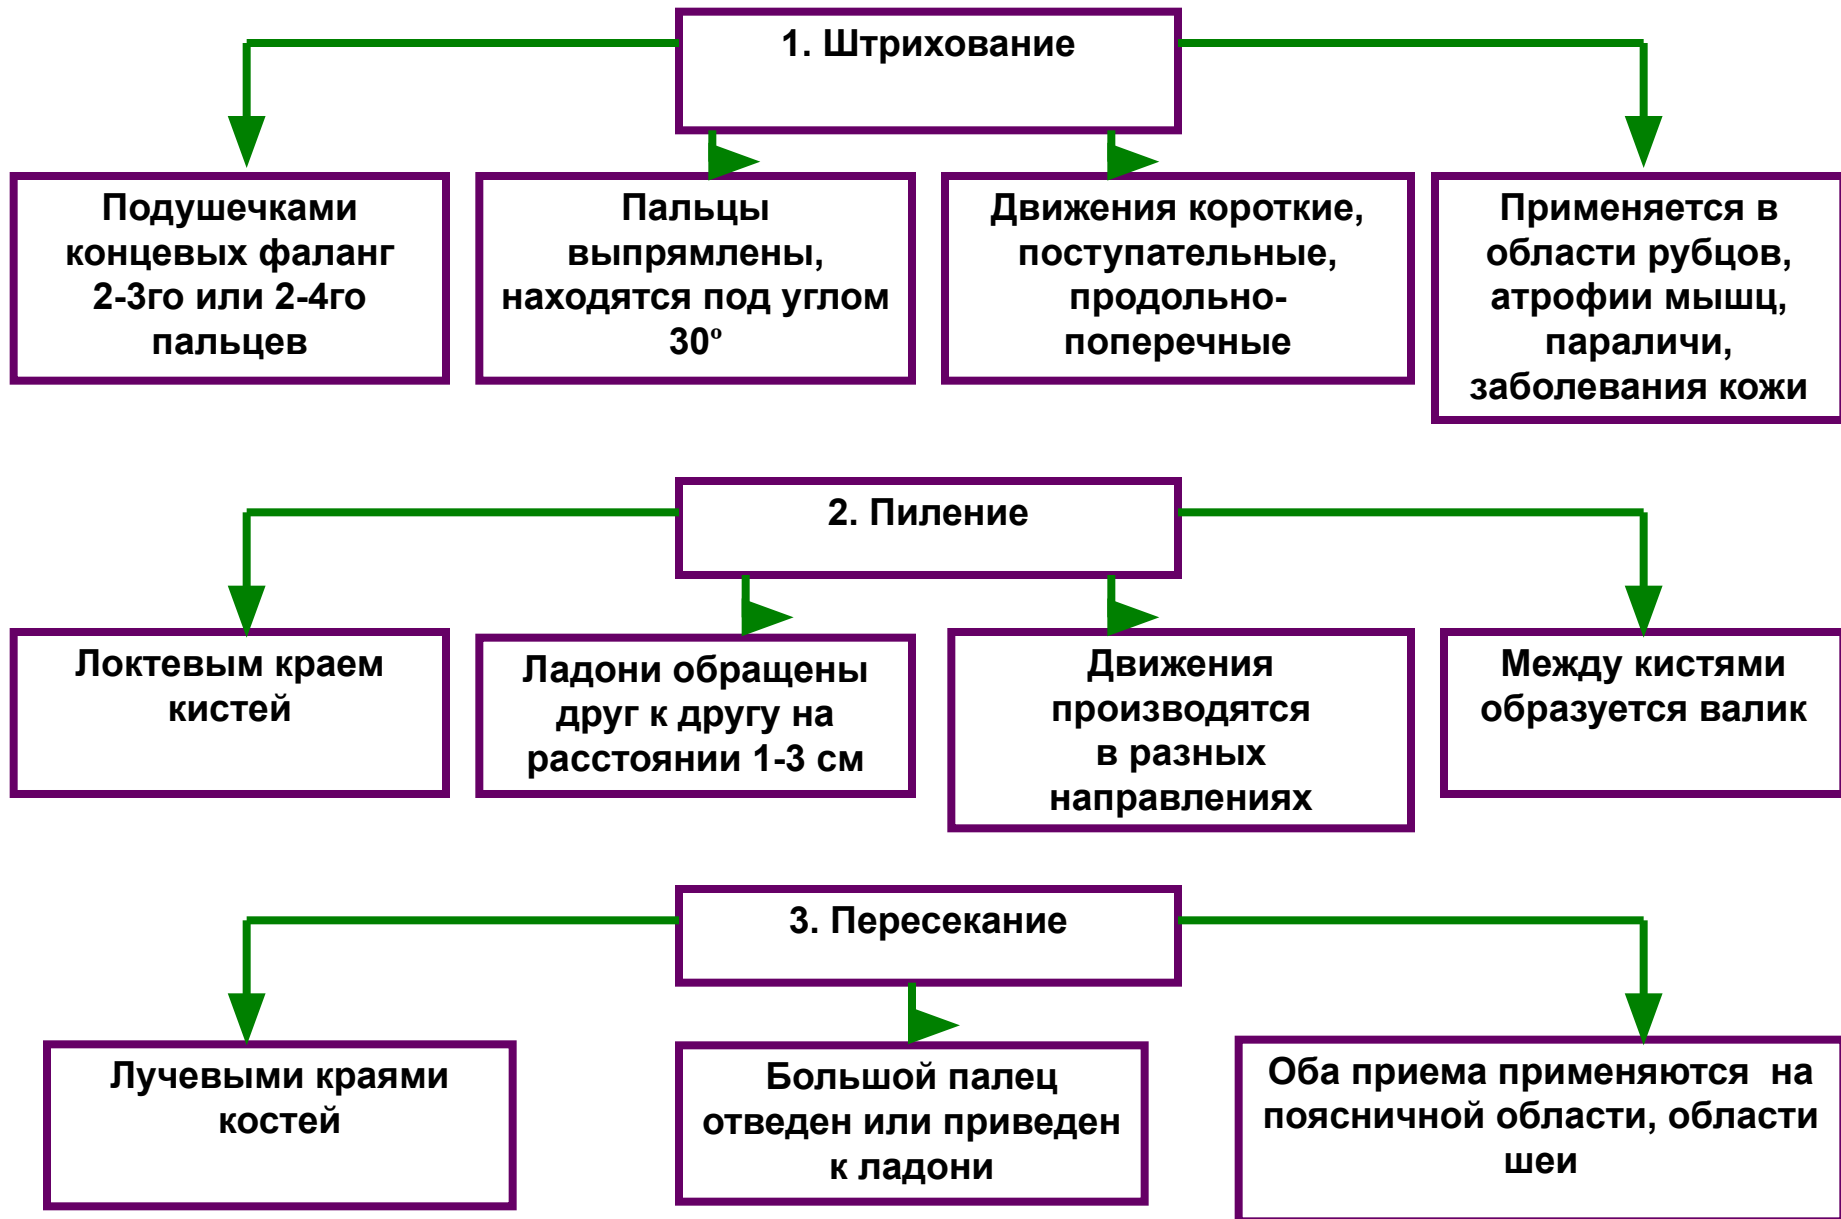 1. Штрихование
Подушечками
концевых фаланг
2-3го или 2-4го
пальцев
Пальцы
выпрямлены,
находятся под углом
30º
Движения короткие,
поступательные,
продольно-
поперечные
Применяется в
области рубцов,
атрофии мышц,
параличи,
заболевания кожи
2. Пиление
Локтевым краем
кистей
Ладони обращены
друг к другу на
расстоянии 1-3 см
Движения
производятся
в разных
направлениях
Между кистями
образуется валик
3. Пересекание
Лучевыми краями
костей
Большой палец
отведен или приведен
к ладони
Оба приема применяются на
поясничной области, области
шеи